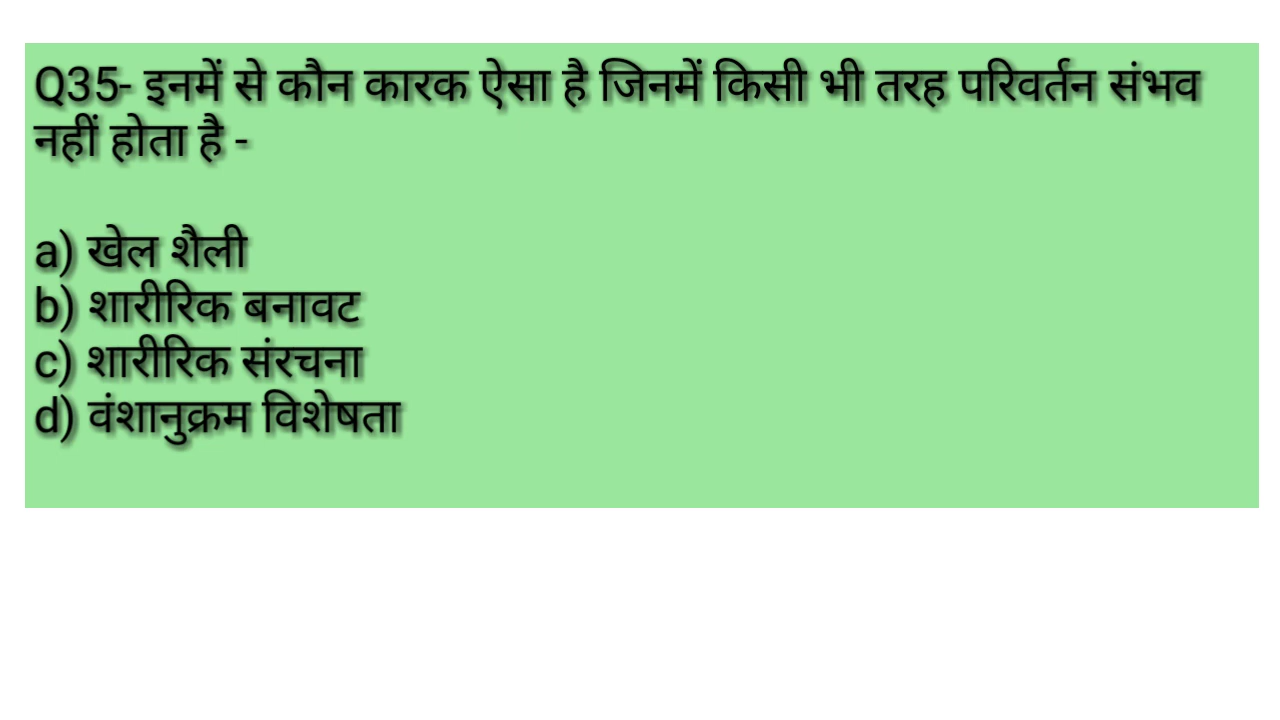 Q35- इनमें से कौन कारक ऐसा है जिनमें किसी भी तरह परिवर्तन संभव
नहीं होता है -
a) खेल शैली
b) शारीरिक बनावट
c) शारीरिक संरचना
d) वंशानुक्रम विशेषता